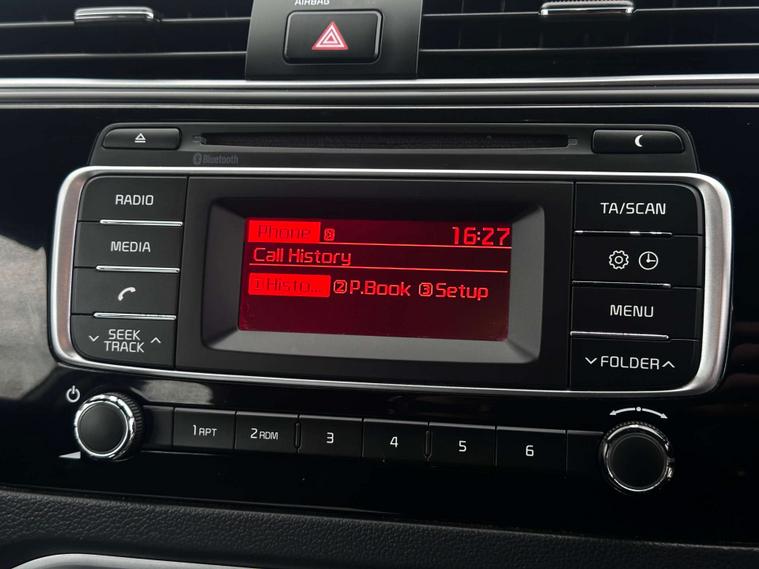 AIRBAG
Bluetooth
RADIO
MEDIA
SEEK
TRACK
Phone 16:27
Call History
1 Histo... 2 P.Book 3 Setup
TA/SCAN
MENU
FOLDER
1 RPT 2 RDM 3 4 5 6